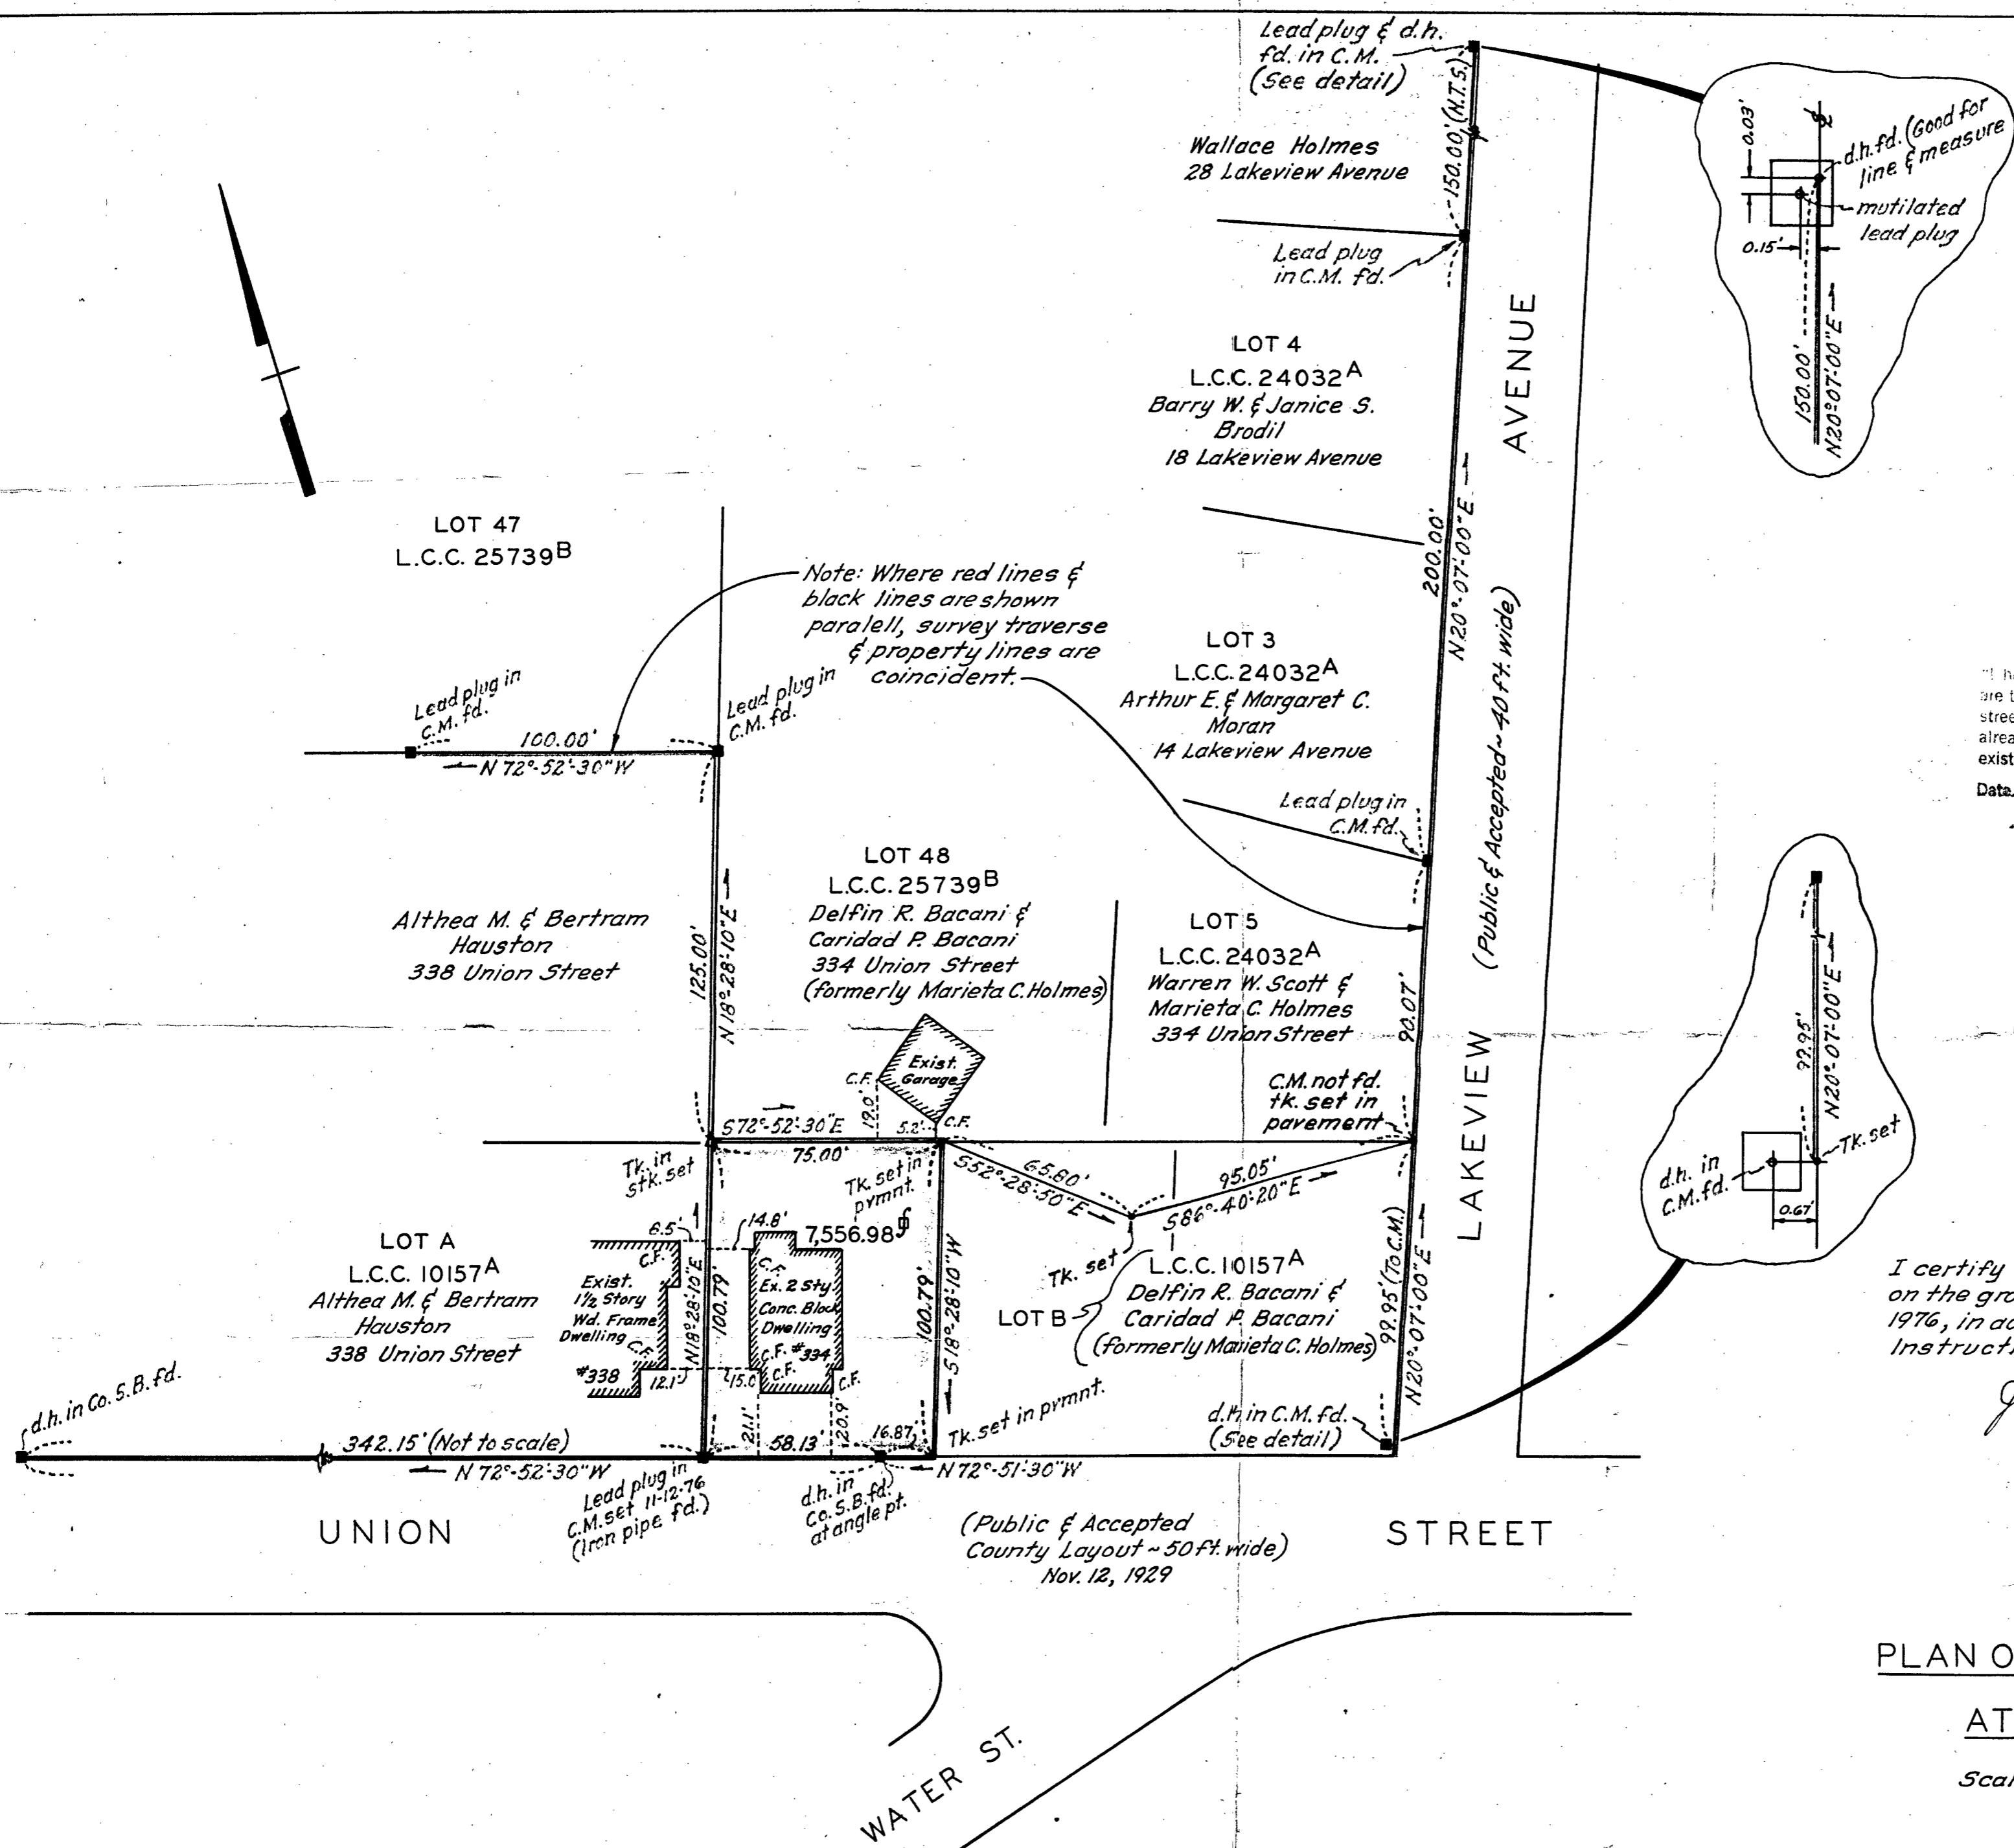 Lead plug & d.h.
fd. in C.M.
(See detail)
150.00' (N.T.S.)
Wallace Holmes
28 Lakeview Avenue
Lead plug
in C.M. fd.
0.03'
d.h.fd. (Good for
line & measure
mutilated
lead plug
0.15'
150.00'
N20°-07'-00"E
LOT 4
L.C.C. 24032A
Barry W. & Janice S.
Brodil
18 Lakeview Avenue
AVENUE
200.00'
N20°-07'-00"E
LOT 47
L.C.C. 25739B
Note: Where red lines &
black lines are shown
paralell, survey traverse
& property lines are
coincident.
LOT 3
L.C.C. 24032A
Arthur E. & Margaret C.
Moran
14 Lakeview Avenue
(Public & Accepted ~ 40 ft. wide)
Lead plug in
C.M. fd.
Lead plug in
C.M. fd.
100.00'
N 72°-52'-30"W
Lead plug in
C.M. fd.
are
stree
alrea
exist
Date
LOT 48
L.C.C. 25739B
Delfin R. Bacani &
Caridad P. Bacani
334 Union Street
(formerly Marieta C. Holmes)
Althea M. & Bertram
Hauston
338 Union Street
125.00'
N 18°-28'-10"E
LOT 5
L.C.C. 24032A
Warren W. Scott &
Marieta C. Holmes
334 Union Street
90.07'
LAKEVIEW
99.95'
N20°-07'-00"E
Exist.
Garage
C.F.
19.0'
5.2'
C.F.
C.M. not fd.
tk. set in
pavement
S72°-52'-30"E
75.00'
Tk. in
stk. set
Tk. set in
pvmnt.
S52°-28'-50"E
65.80'
95.05'
S86°-40'-20"E
Tk. set
d.h. in
C.M. fd.
Tk. set
0.67'
6.5'
14.8'
7,556.98
LOT A
L.C.C. 10157A
Althea M. & Bertram
Hauston
338 Union Street
C.F.
Exist.
1½ Story
Wd. Frame
Dwelling
C.F.
#338
N18°-28'-10"E
100.79'
C.F.
Ex. 2 Sty.
Conc. Block
Dwelling
C.F. #334
C.F.
C.F.
100.79'
S 18°-28'-10"W
LOT B
L.C.C. 10157A
Delfin R. Bacani &
Caridad P. Bacani
(formerly Marieta C. Holmes)
99.95' (To C.M.)
N20°-07'-00"E
I certify
on the gro
1976, in ac
Instruct
12.1'
15.0'
21.1'
20.9'
d.h. in Co. S.B. fd.
342.15' (Not to scale)
N 72°-52'-30"W
58.13'
16.87'
Tk. set in pvmnt.
N 72°-51'-30"W
d.h. in C.M. fd.
(See detail)
Lead plug in
C.M. set 11-12-76
(Iron pipe fd.)
d.h. in
Co. S.B. fd.
at angle pt.
UNION
STREET
(Public & Accepted
County Layout ~ 50 ft. wide)
Nov. 12, 1929
WATER ST.
PLAN O
AT
Scal